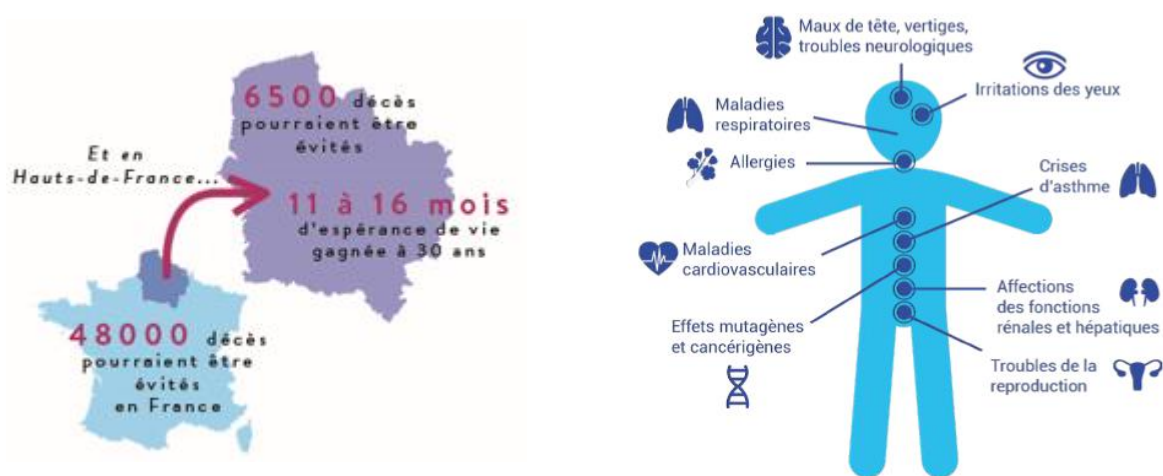 6500 décès
pourraient être
évités
Et en
Hauts-de-France...
11 à 16 mois
d'espérance de vie
gagnée à 30 ans
48000 décès
pourraient être
évités
en France
Maux de tête, vertiges,
troubles neurologiques
Irritations des yeux
Maladies
respiratoires
Allergies
Crises
d'asthme
Maladies
cardiovasculaires
Affections
des fonctions
rénales et hépatiques
Effets mutagènes
et cancérigènes
Troubles de la
reproduction